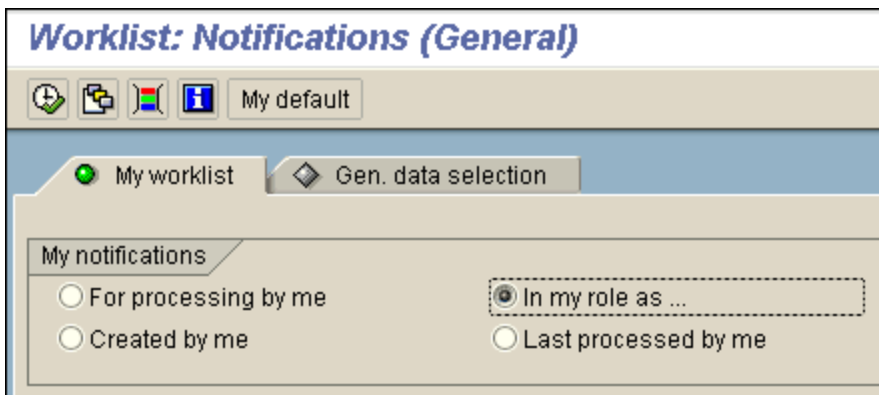 Worklist: Notifications (General)
My default
My worklist
Gen. data selection
My notifications
For processing by me
In my role as ...
Created by me
Last processed by me